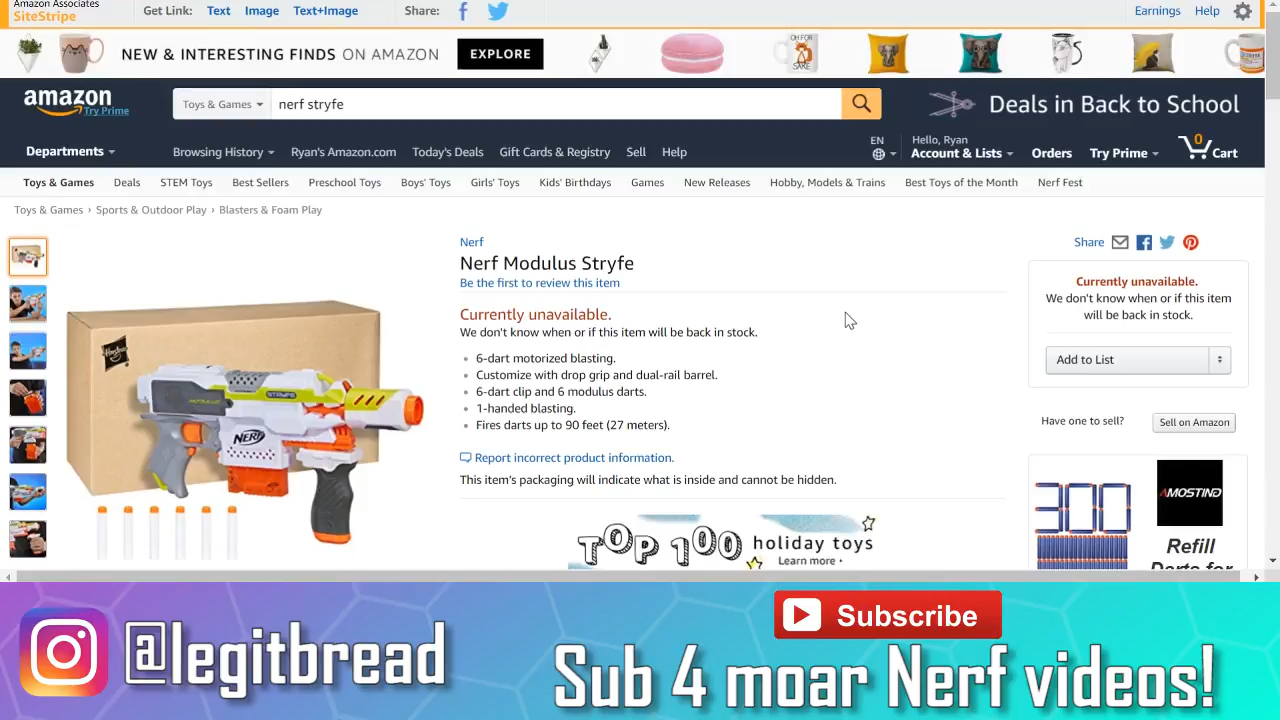 Amazon Associates
SiteStripe
Get Link: Text Image Text+Image Share:
Earnings Help
NEW & INTERESTING FINDS ON AMAZON EXPLORE
OH FOR
SAKE
amazon
Try Prime
Toys & Games nerf stryfe
Deals in Back to School
Departments
Browsing History Ryan's Amazon.com Today's Deals Gift Cards & Registry Sell Help
EN
Hello, Ryan
Account & Lists Orders Try Prime 0 Cart
Toys & Games Deals STEM Toys Best Sellers Preschool Toys Boys' Toys Girls' Toys Kids' Birthdays Games New Releases Hobby, Models & Trains Best Toys of the Month Nerf Fest
Toys & Games › Sports & Outdoor Play › Blasters & Foam Play
Hasbro
MODULUS
STRYFE
NERF
Nerf
Nerf Modulus Stryfe
Be the first to review this item
Currently unavailable.
We don't know when or if this item will be back in stock.
• 6-dart motorized blasting.
• Customize with drop grip and dual-rail barrel.
• 6-dart clip and 6 modulus darts.
• 1-handed blasting.
• Fires darts up to 90 feet (27 meters).
Report incorrect product information.
This item's packaging will indicate what is inside and cannot be hidden.
TOP 100 holiday toys
Learn more ›
Share
Currently unavailable.
We don't know when or if this item
will be back in stock.
Add to List
Have one to sell? Sell on Amazon
300
AMOSTING
Refill
Darts for
@legitbread
Subscribe
Sub 4 moar Nerf videos!